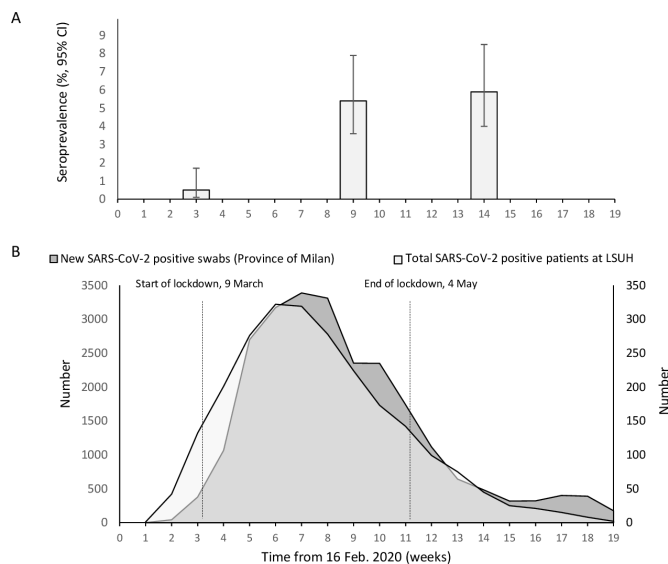 A
Seroprevalence (%, 95% CI)
9
8
7
6
5
4
3
2
1
0
0 1 2 3 4 5 6 7 8 9 10 11 12 13 14 15 16 17 18 19
B
New SARS-CoV-2 positive swabs (Province of Milan) Total SARS-CoV-2 positive patients at LSUH
Start of lockdown, 9 March End of lockdown, 4 May
3500 350
3000 300
2500 250
2000 200
1500 150
1000 100
500 50
0 0
Number
Number
0 1 2 3 4 5 6 7 8 9 10 11 12 13 14 15 16 17 18 19
Time from 16 Feb. 2020 (weeks)